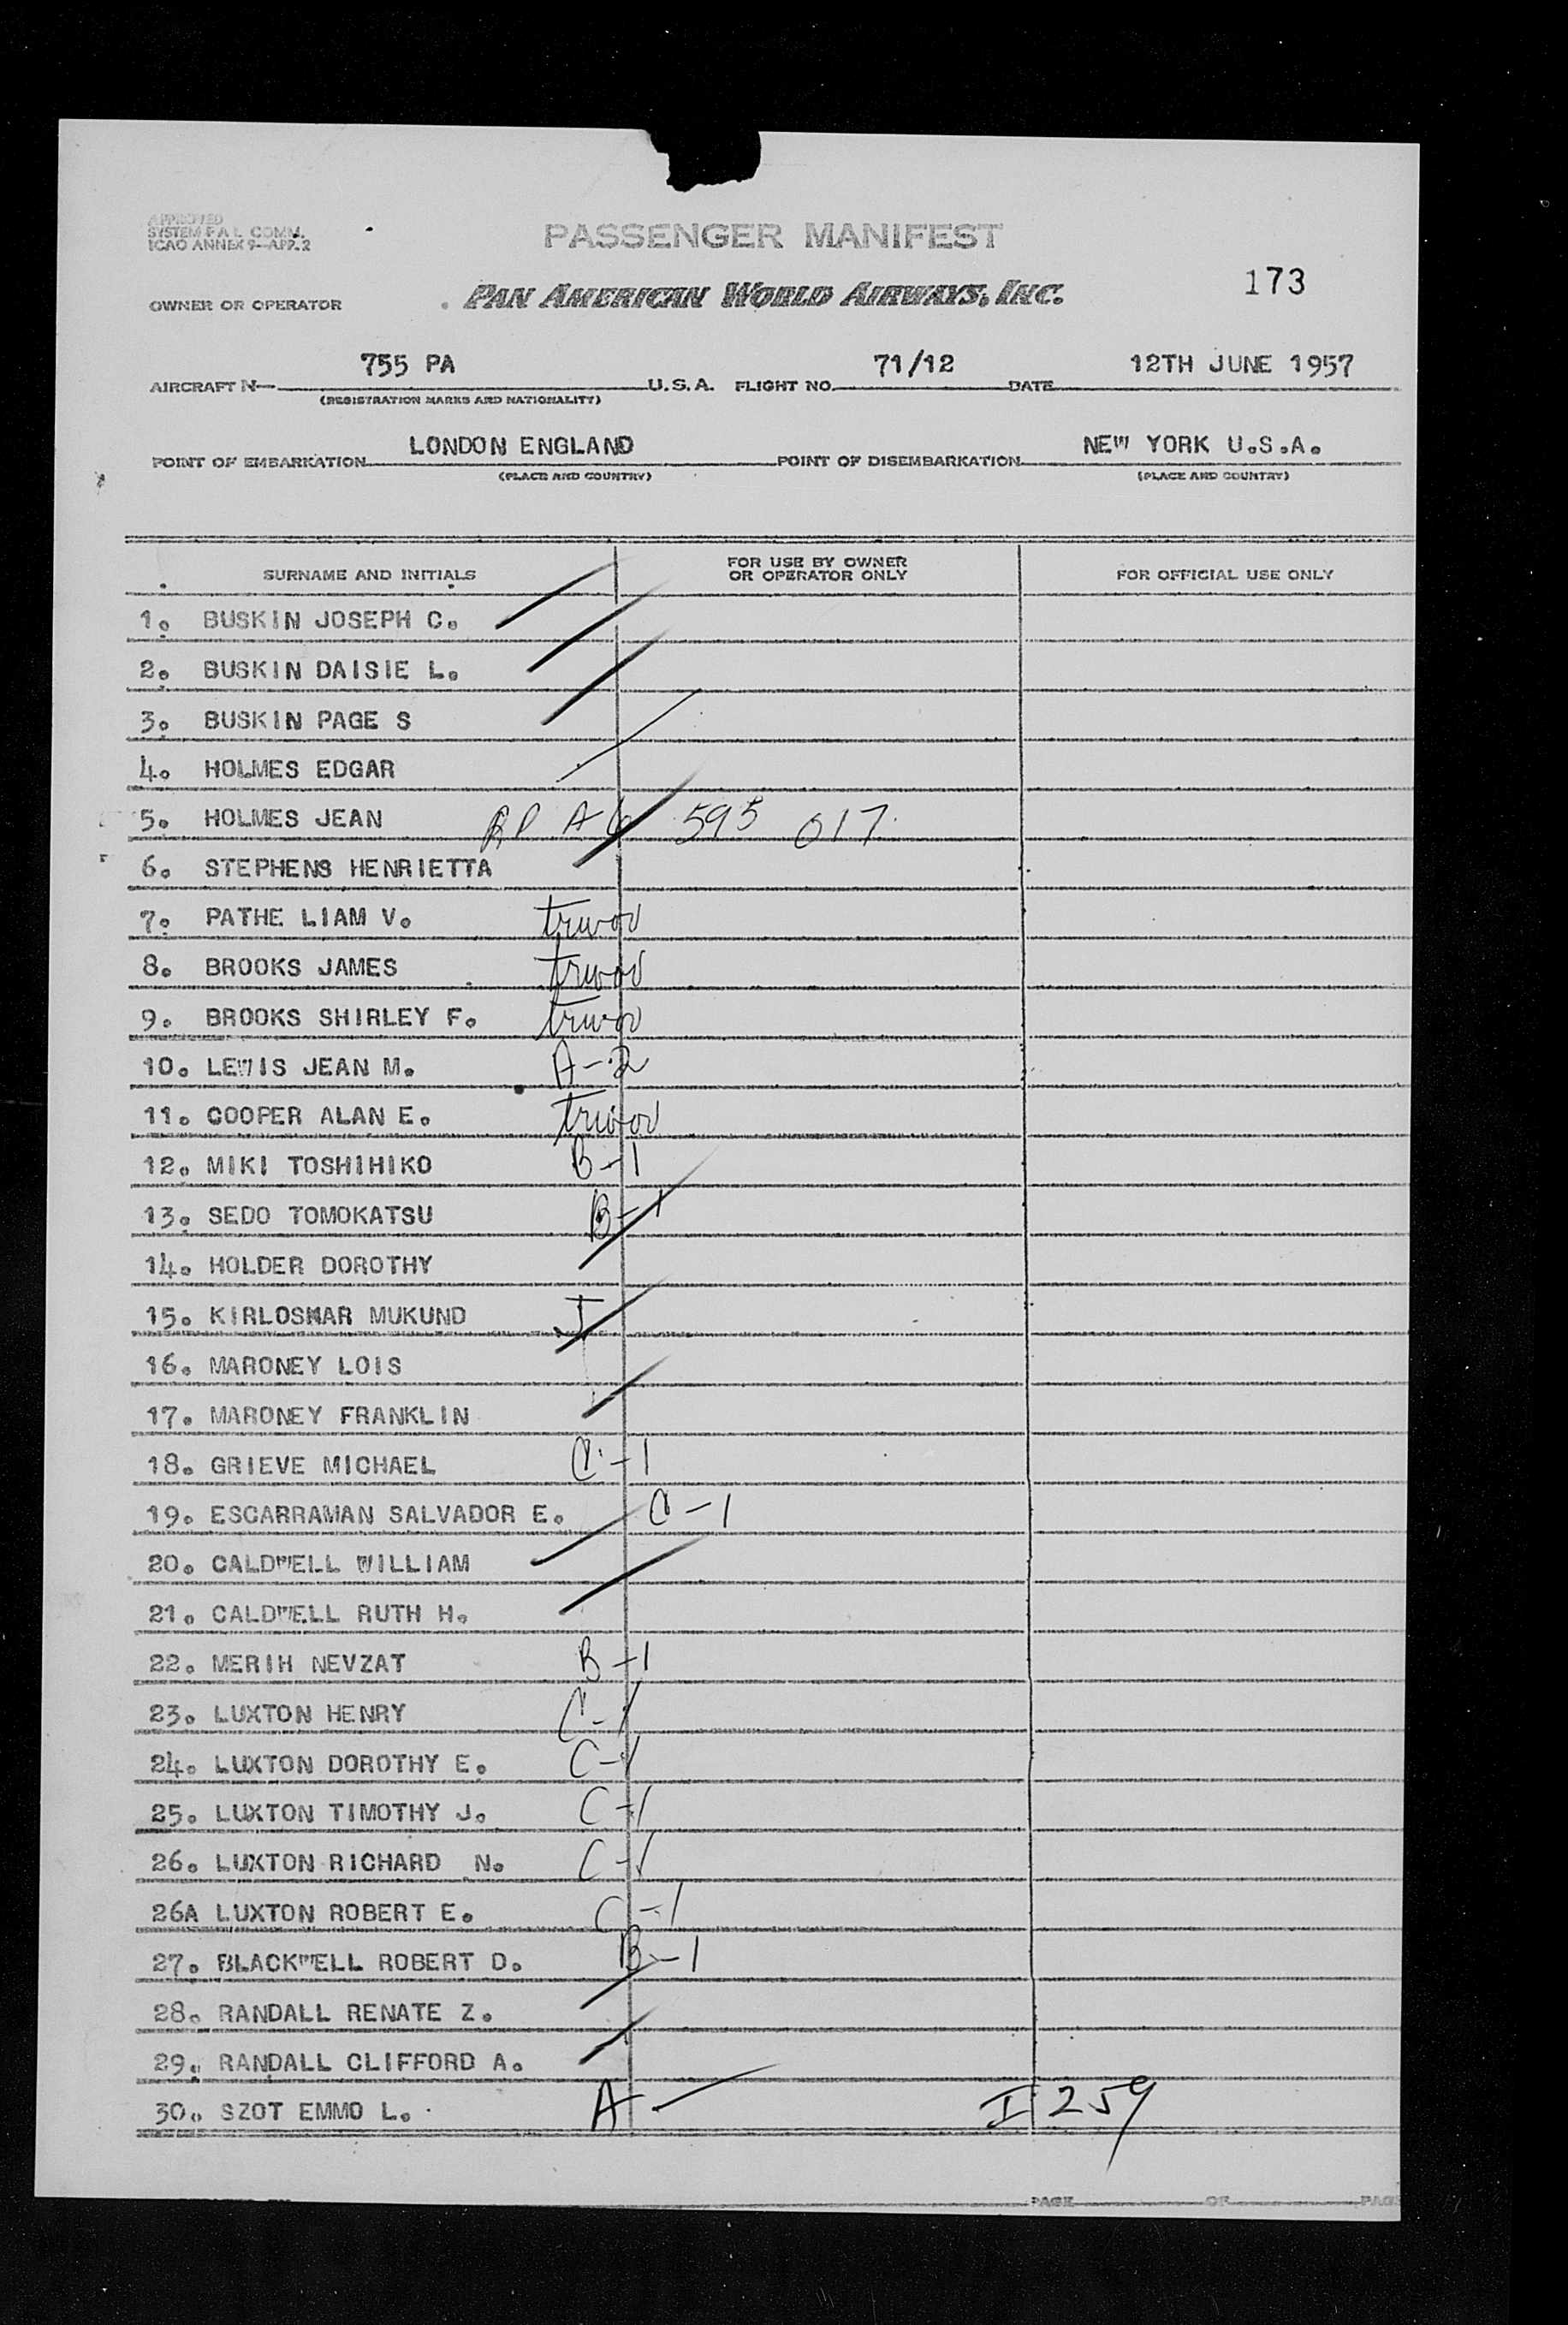 APPROVED
SYSTEM F A L COMM.
ICAO ANNEX 9—APP. 2
PASSENGER MANIFEST
173
OWNER OR OPERATOR PAN AMERICAN WORLD AIRWAYS, INC.
755 PA 71/12 12TH JUNE 1957
AIRCRAFT N— U.S.A. FLIGHT NO. DATE
(REGISTRATION MARKS AND NATIONALITY)
LONDON ENGLAND NEW YORK U.S.A.
POINT OF EMBARKATION POINT OF DISEMBARKATION
(PLACE AND COUNTRY) (PLACE AND COUNTRY)
SURNAME AND INITIALS FOR USE BY OWNER OR OPERATOR ONLY FOR OFFICIAL USE ONLY
1. BUSKIN JOSEPH C.
2. BUSKIN DAISIE L.
3. BUSKIN PAGE S
4. HOLMES EDGAR
5. HOLMES JEAN RP A6 595 017
6. STEPHENS HENRIETTA
7. PATHE LIAM V. trwov
8. BROOKS JAMES trwov
9. BROOKS SHIRLEY F. trwov
10. LEWIS JEAN M. A-2
11. COOPER ALAN E. trwov
12. MIKI TOSHIHIKO B-1
13. SEDO TOMOKATSU B-1
14. HOLDER DOROTHY
15. KIRLOSKAR MUKUND J
16. MARONEY LOIS
17. MARONEY FRANKLIN
18. GRIEVE MICHAEL C-1
19. ESCARRAMAN SALVADOR E. C-1
20. CALDWELL WILLIAM
21. CALDWELL RUTH H.
22. MERIH NEVZAT B-1
23. LUXTON HENRY C-1
24. LUXTON DOROTHY E. C-1
25. LUXTON TIMOTHY J. C-1
26. LUXTON RICHARD N. C-1
26A LUXTON ROBERT E. C-1
27. BLACKWELL ROBERT D. B-1
28. RANDALL RENATE Z.
29. RANDALL CLIFFORD A.
30. SZOT EMMO L. A I 259
PAGE OF PAG